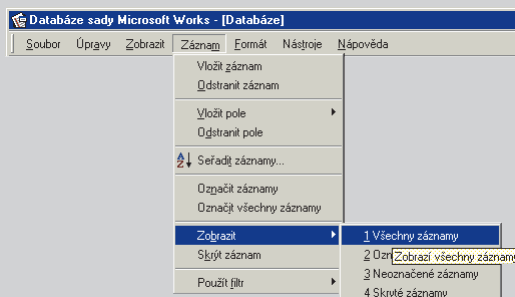 Databáze sady Microsoft Works - [Databáze]
Soubor Úpravy Zobrazit Záznam Formát Nástroje Nápověda
Vložit záznam
Odstranit záznam
Vložit pole
Odstranit pole
Seřadit záznamy...
Označit záznamy
Označit všechny záznamy
Zobrazit
Skrýt záznam
Použít filtr
1 Všechny záznamy
2 Ozn
Zobrazí všechny záznamy
3 Neoznačené záznamy
4 Skryté záznamy